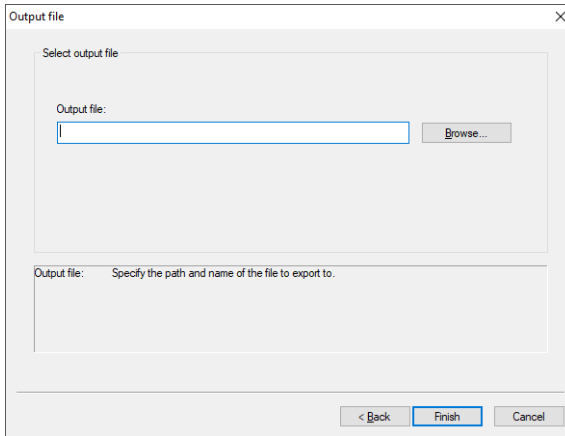 Output file
Select output file
Output file:
Browse...
Output file: Specify the path and name of the file to export to.
< Back Finish Cancel